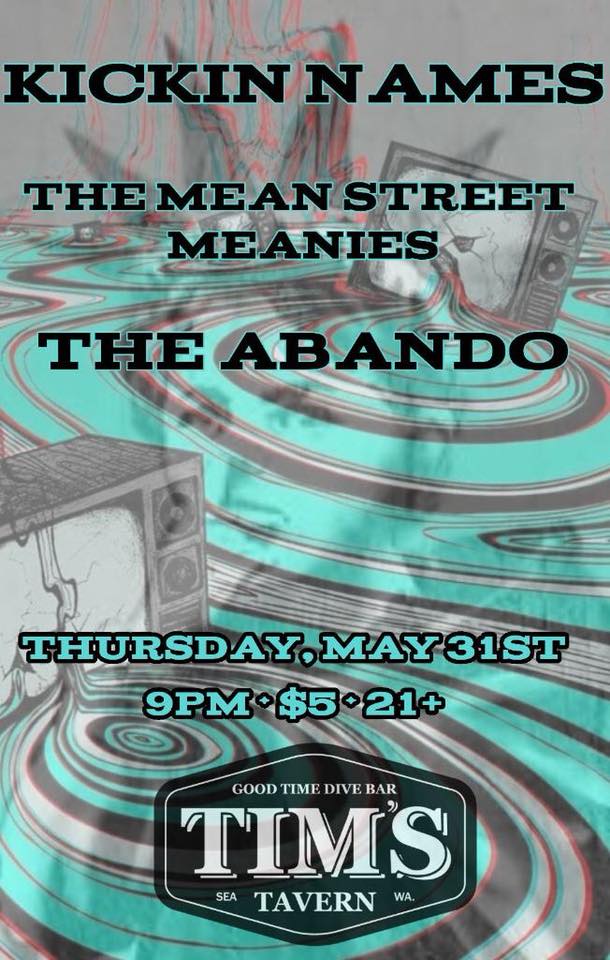 KICKIN NAMES
THE MEAN STREET
MEANIES
THE ABANDO
THURSDAY, MAY 31ST
9PM • $5 • 21+
GOOD TIME DIVE BAR
TIM'S
SEA TAVERN WA.